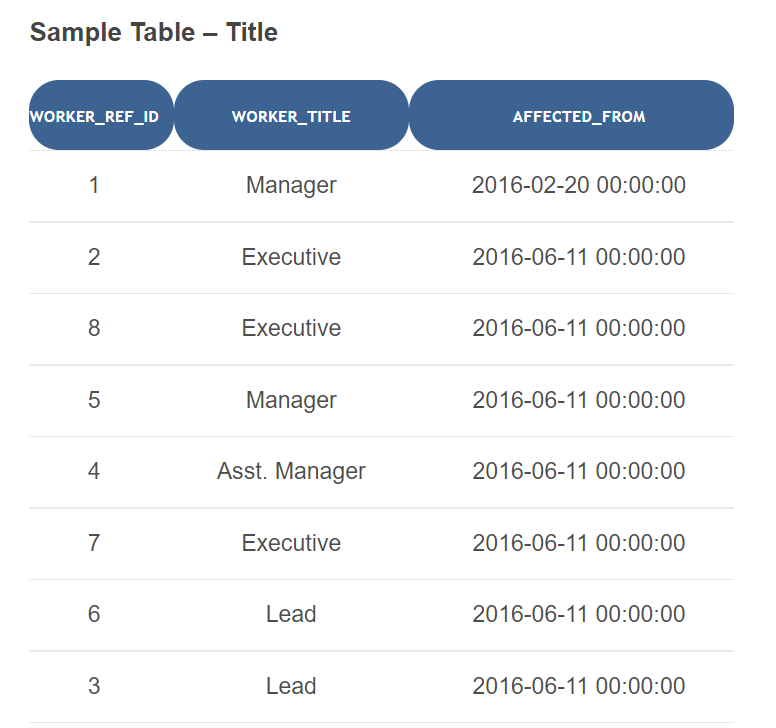 Sample Table – Title
WORKER_REF_ID WORKER_TITLE AFFECTED_FROM
1 Manager 2016-02-20 00:00:00
2 Executive 2016-06-11 00:00:00
8 Executive 2016-06-11 00:00:00
5 Manager 2016-06-11 00:00:00
4 Asst. Manager 2016-06-11 00:00:00
7 Executive 2016-06-11 00:00:00
6 Lead 2016-06-11 00:00:00
3 Lead 2016-06-11 00:00:00